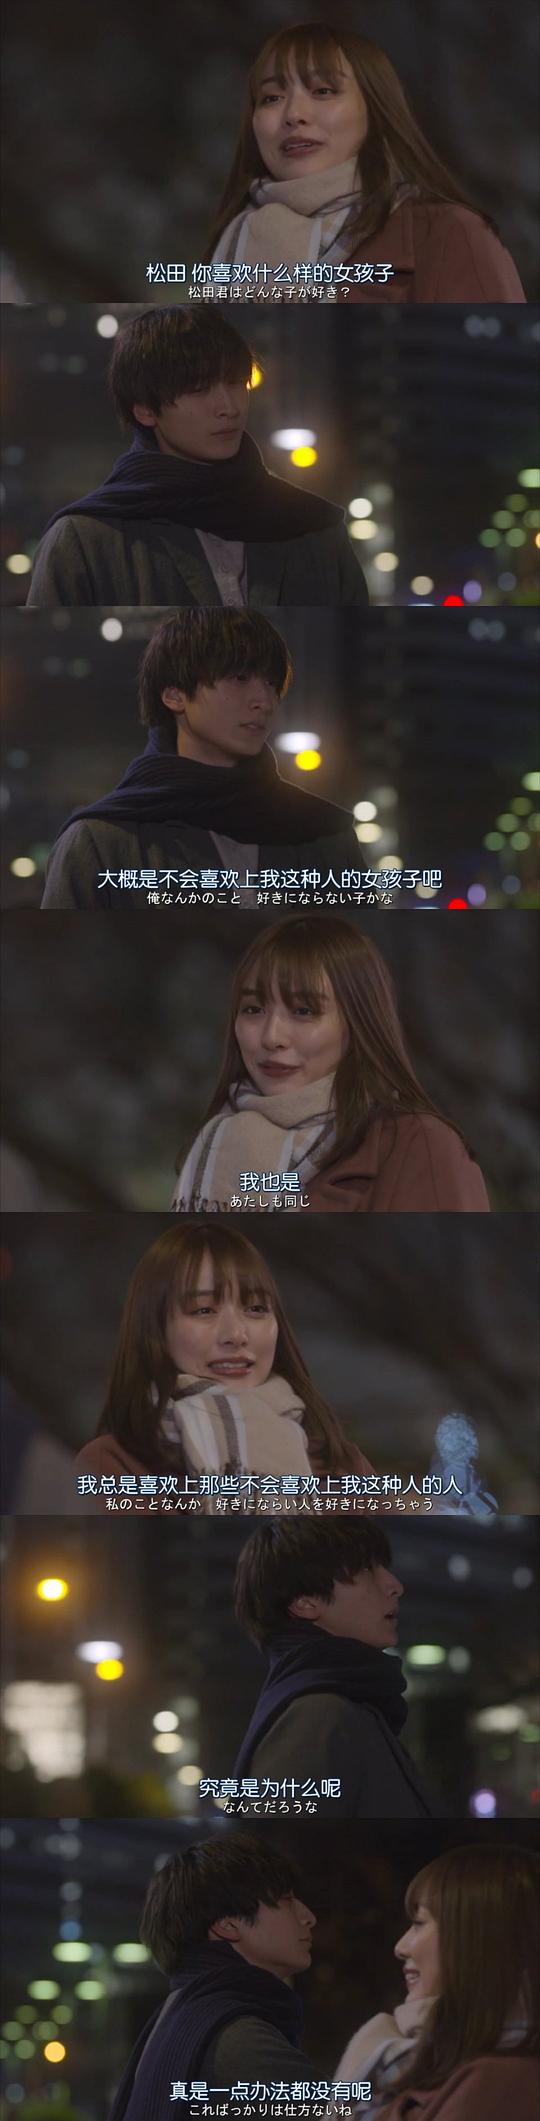 松田 你喜欢什么样的女孩子
松田君はどんな子が好き？
大概是不会喜欢上我这种人的女孩子吧
俺なんかのこと　好きにならない子かな
我也是
あたしも同じ
我总是喜欢上那些不会喜欢上我这种人的人
私のことなんか　好きにならい人を好きになっちゃう
究竟是为什么呢
なんでだろうな
真是一点办法都没有呢
こればっかりは仕方ないね